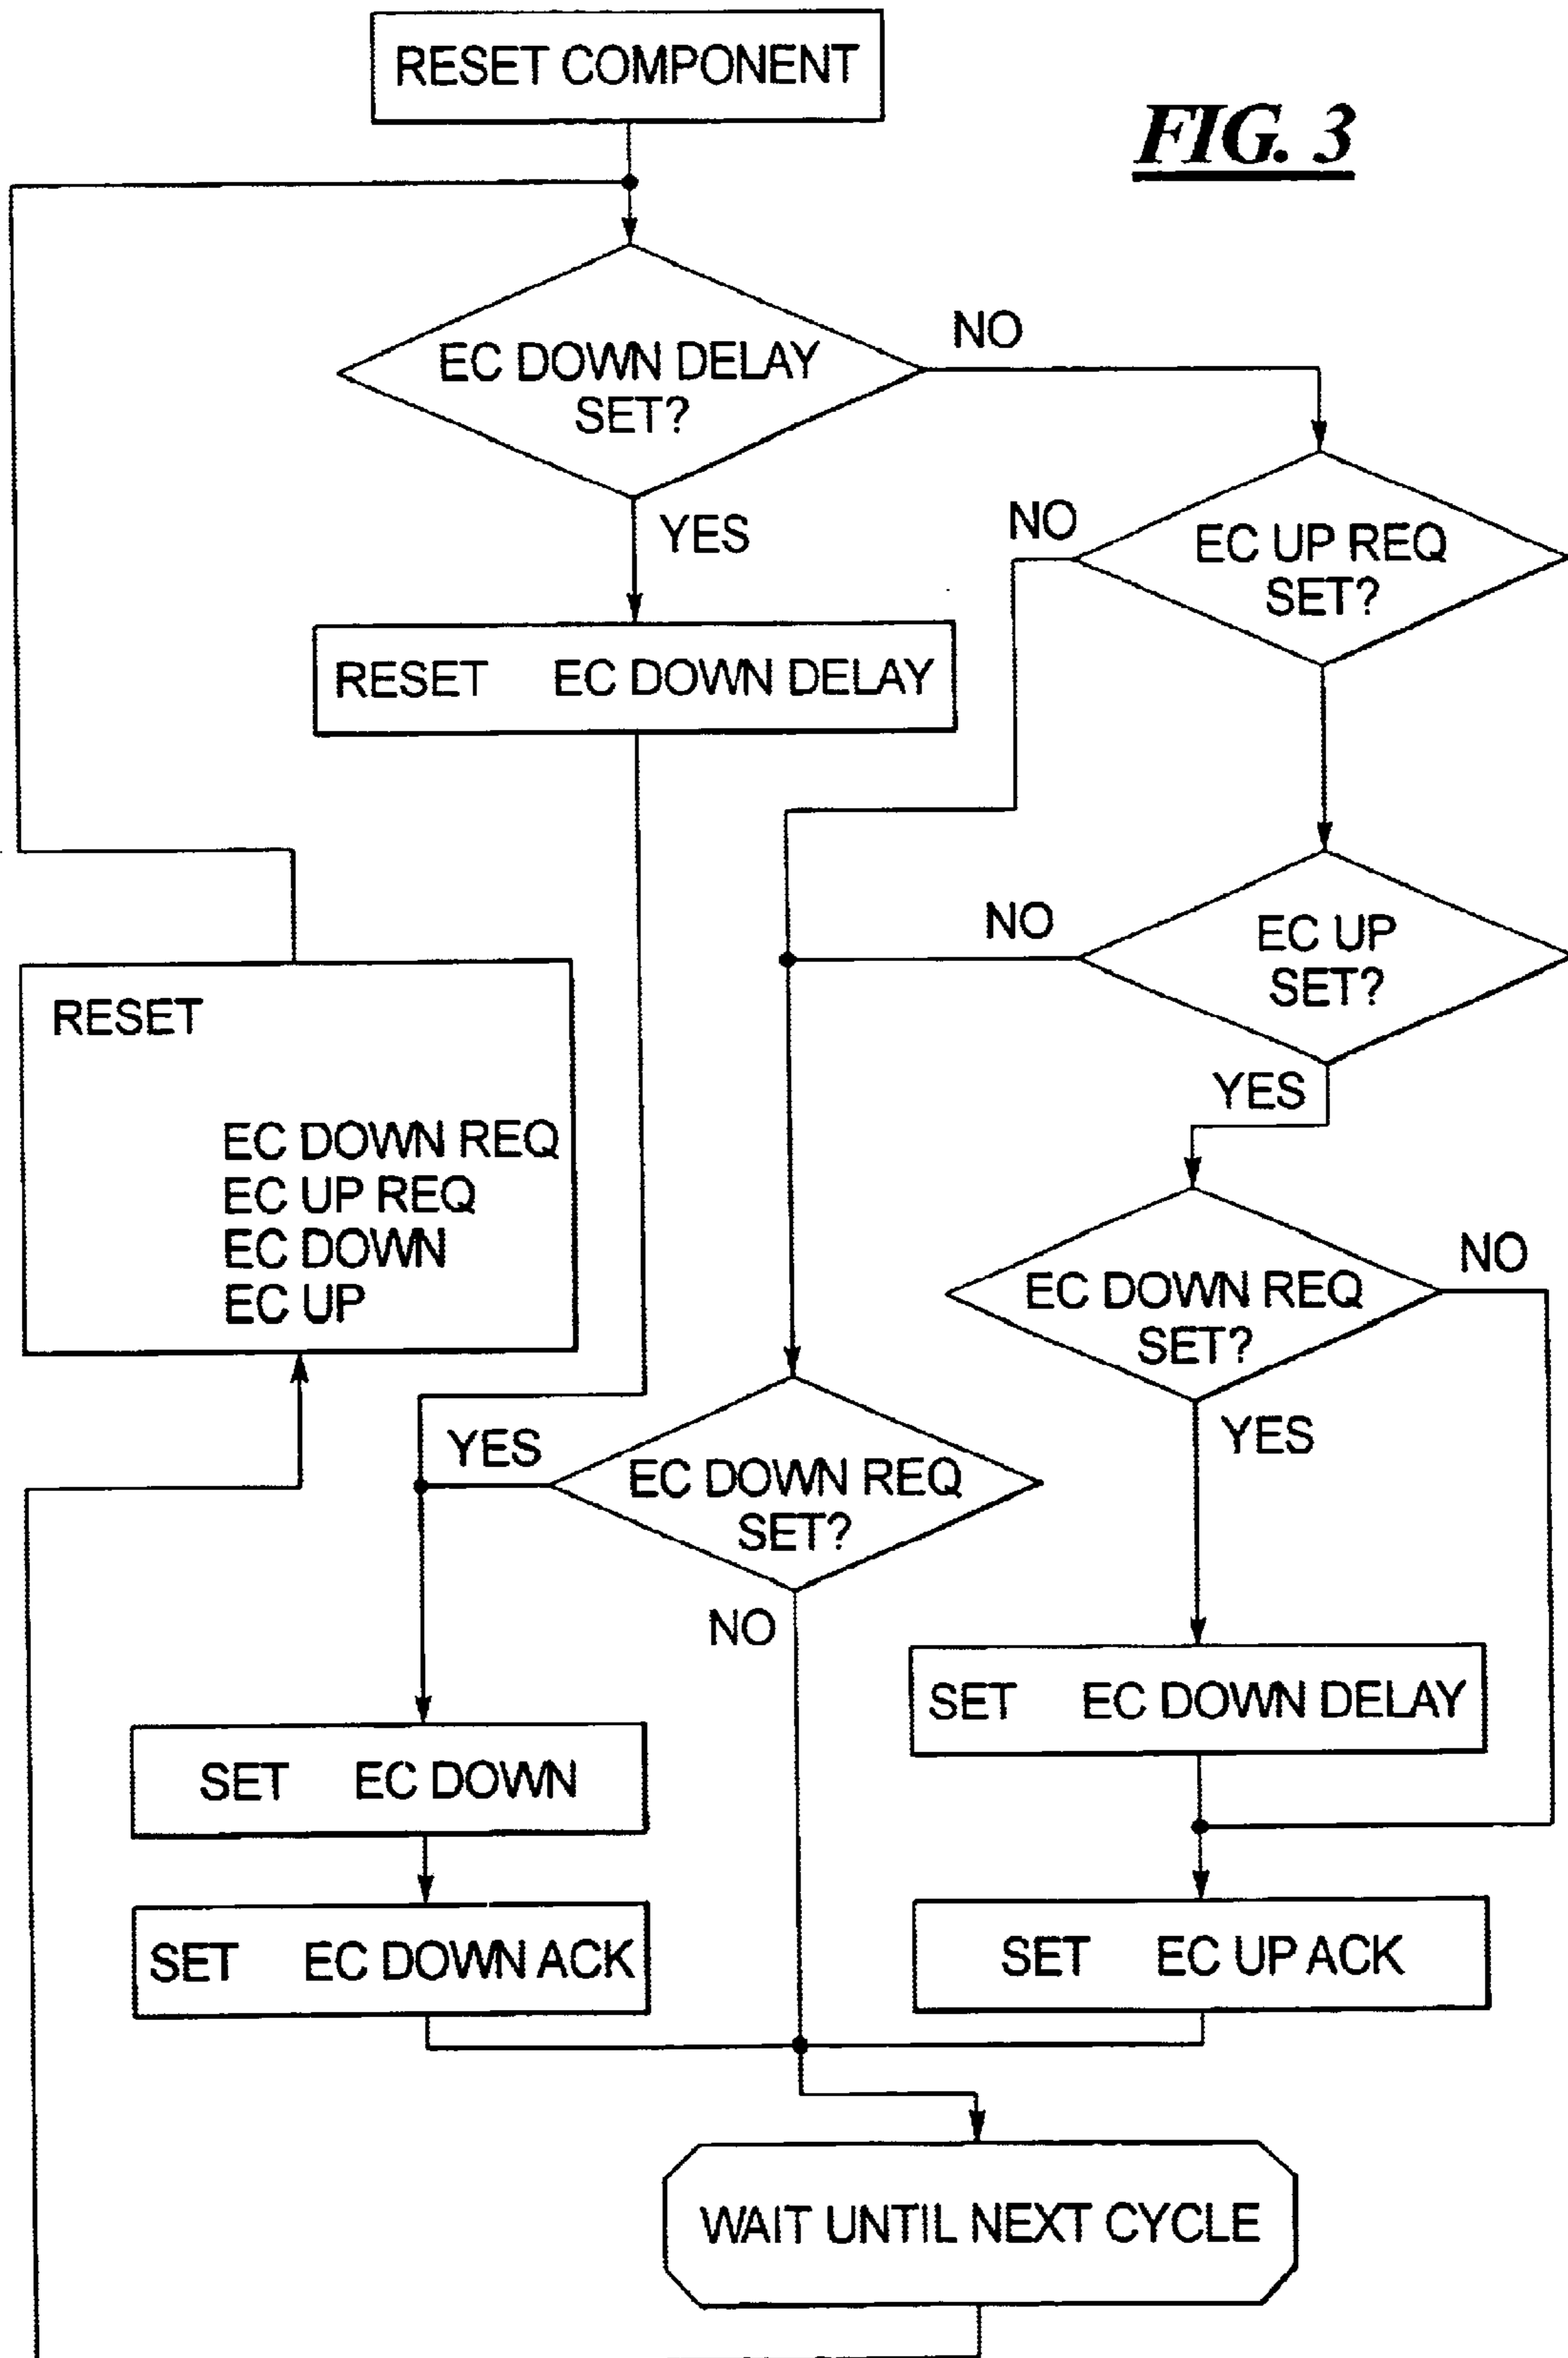 RESET COMPONENT
FIG. 3
EC DOWN DELAY
SET?
NO
YES
NO
EC UP REQ
SET?
RESET EC DOWN DELAY
NO
EC UP
SET?
YES
RESET
EC DOWN REQ
EC UP REQ
EC DOWN
EC UP
EC DOWN REQ
SET?
NO
YES
YES
EC DOWN REQ
SET?
NO
SET EC DOWN DELAY
SET EC DOWN
SET EC DOWN ACK
SET EC UP ACK
WAIT UNTIL NEXT CYCLE